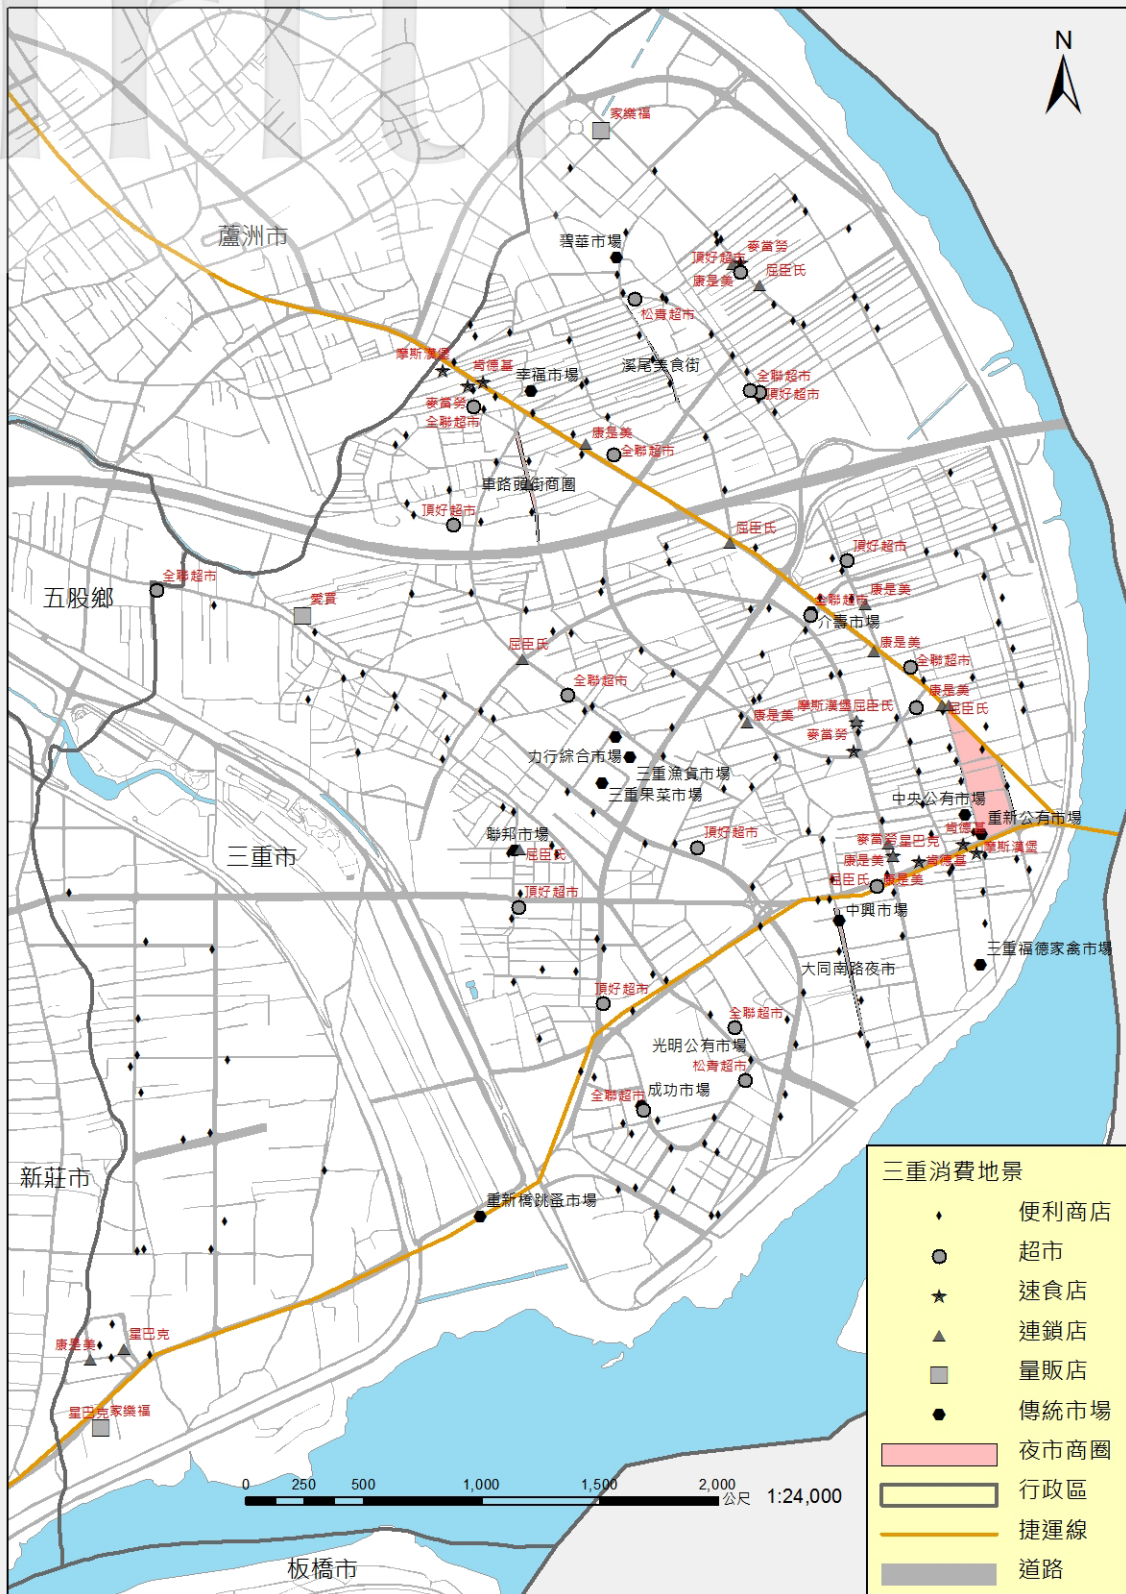 N
家樂福
蘆洲市
碧華市場
麥當勞
頂好超市
康是美
屈臣氏
松青超市
摩斯漢堡
肯德基
幸福市場
溪尾美食街
全聯超市
頂好超市
麥當勞
全聯超市
康是美
全聯超市
車路頭街商圈
頂好超市
屈臣氏
頂好超市
五股鄉
全聯超市
愛買
康是美
全聯超市
介壽市場
屈臣氏
康是美
全聯超市
全聯超市
康是美
屈臣氏
摩斯漢堡
屈臣氏
康是美
麥當勞
力行綜合市場
三重漁貨市場
三重果菜市場
中央公有市場
重新公有市場
肯德基
三重市
聯邦市場
屈臣氏
頂好超市
麥當勞
星巴克
摩斯漢堡
康是美
肯德基
屈臣氏
康是美
頂好超市
中興市場
三重福德家禽市場
大同南路夜市
頂好超市
全聯超市
光明公有市場
松青超市
全聯超市
成功市場
新莊市
重新橋跳蚤市場
康是美
星巴克
星巴克
家樂福
三重消費地景
便利商店
超市
速食店
連鎖店
量販店
傳統市場
夜市商圈
行政區
捷運線
道路
0 250 500 1,000 1,500 2,000
公尺
1:24,000
板橋市